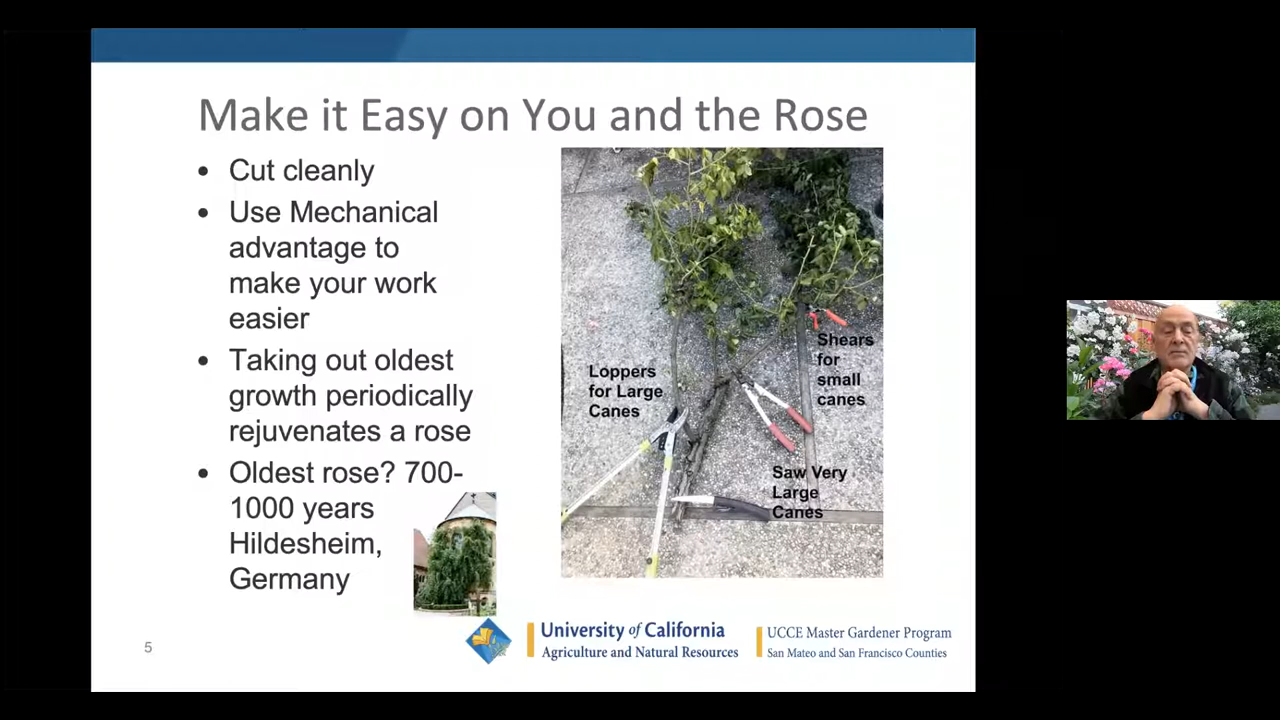 Make it Easy on You and the Rose
• Cut cleanly
• Use Mechanical
advantage to
make your work
easier
• Taking out oldest
growth periodically
rejuvenates a rose
• Oldest rose? 700-
1000 years
Hildesheim,
Germany
Loppers
for Large
Canes
Shears
for
small
canes
Saw Very
Large
Canes
5
University of California
Agriculture and Natural Resources
UCCE Master Gardener Program
San Mateo and San Francisco Counties